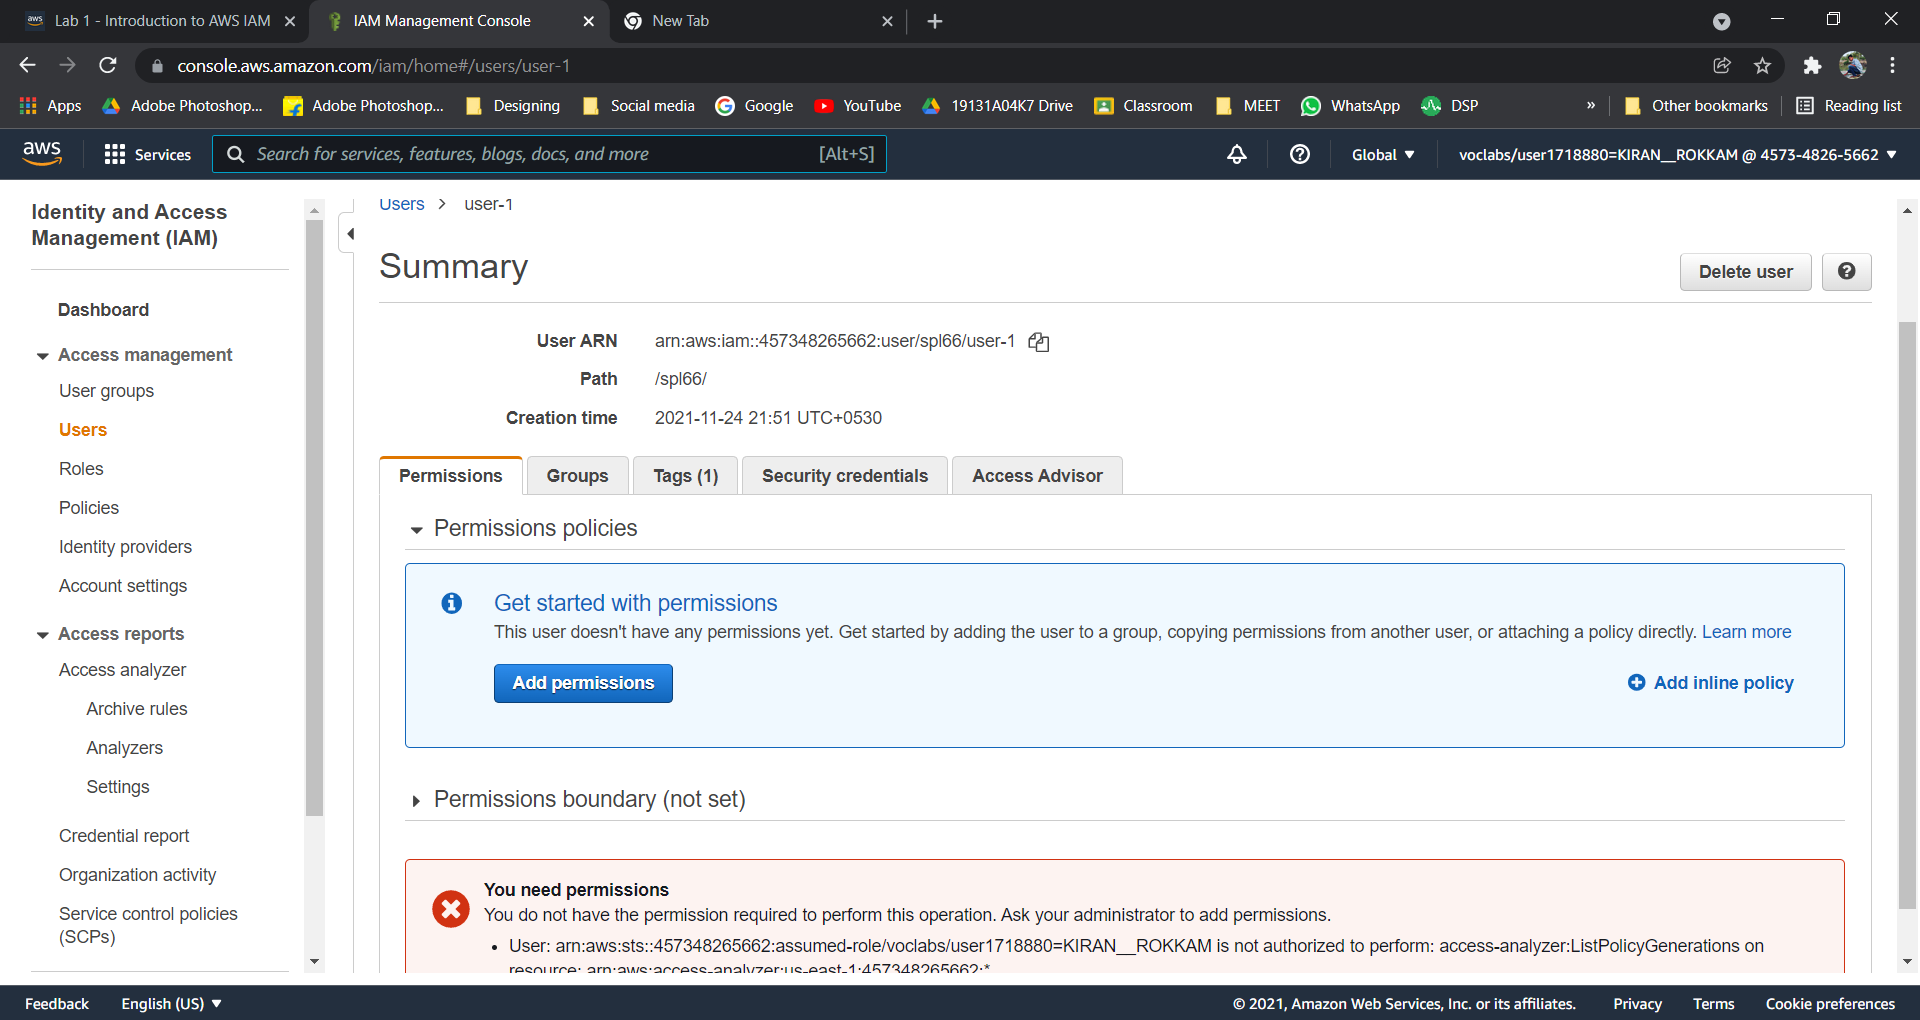 aws Lab 1 - Introduction to AWS IAM
IAM Management Console
New Tab
console.aws.amazon.com/iam/home#/users/user-1
Apps
Adobe Photoshop...
Adobe Photoshop...
Designing
Social media
Google
YouTube
19131A04K7 Drive
Classroom
MEET
WhatsApp
DSP
»
Other bookmarks
Reading list
aws
Services
Search for services, features, blogs, docs, and more
[Alt+S]
Global
voclabs/user1718880=KIRAN__ROKKAM @ 4573-4826-5662
Identity and Access
Management (IAM)
Dashboard
Access management
User groups
Users
Roles
Policies
Identity providers
Account settings
Access reports
Access analyzer
Archive rules
Analyzers
Settings
Credential report
Organization activity
Service control policies
(SCPs)
Users > user-1
Summary
Delete user
User ARN arn:aws:iam::457348265662:user/spl66/user-1
Path /spl66/
Creation time 2021-11-24 21:51 UTC+0530
Permissions
Groups
Tags (1)
Security credentials
Access Advisor
Permissions policies
Get started with permissions
This user doesn't have any permissions yet. Get started by adding the user to a group, copying permissions from another user, or attaching a policy directly. Learn more
Add permissions
Add inline policy
Permissions boundary (not set)
You need permissions
You do not have the permission required to perform this operation. Ask your administrator to add permissions.
• User: arn:aws:sts::457348265662:assumed-role/voclabs/user1718880=KIRAN__ROKKAM is not authorized to perform: access-analyzer:ListPolicyGenerations on
resource: arn:aws:access-analyzer:us-east-1:457348265662:*
Feedback
English (US)
© 2021, Amazon Web Services, Inc. or its affiliates.
Privacy
Terms
Cookie preferences